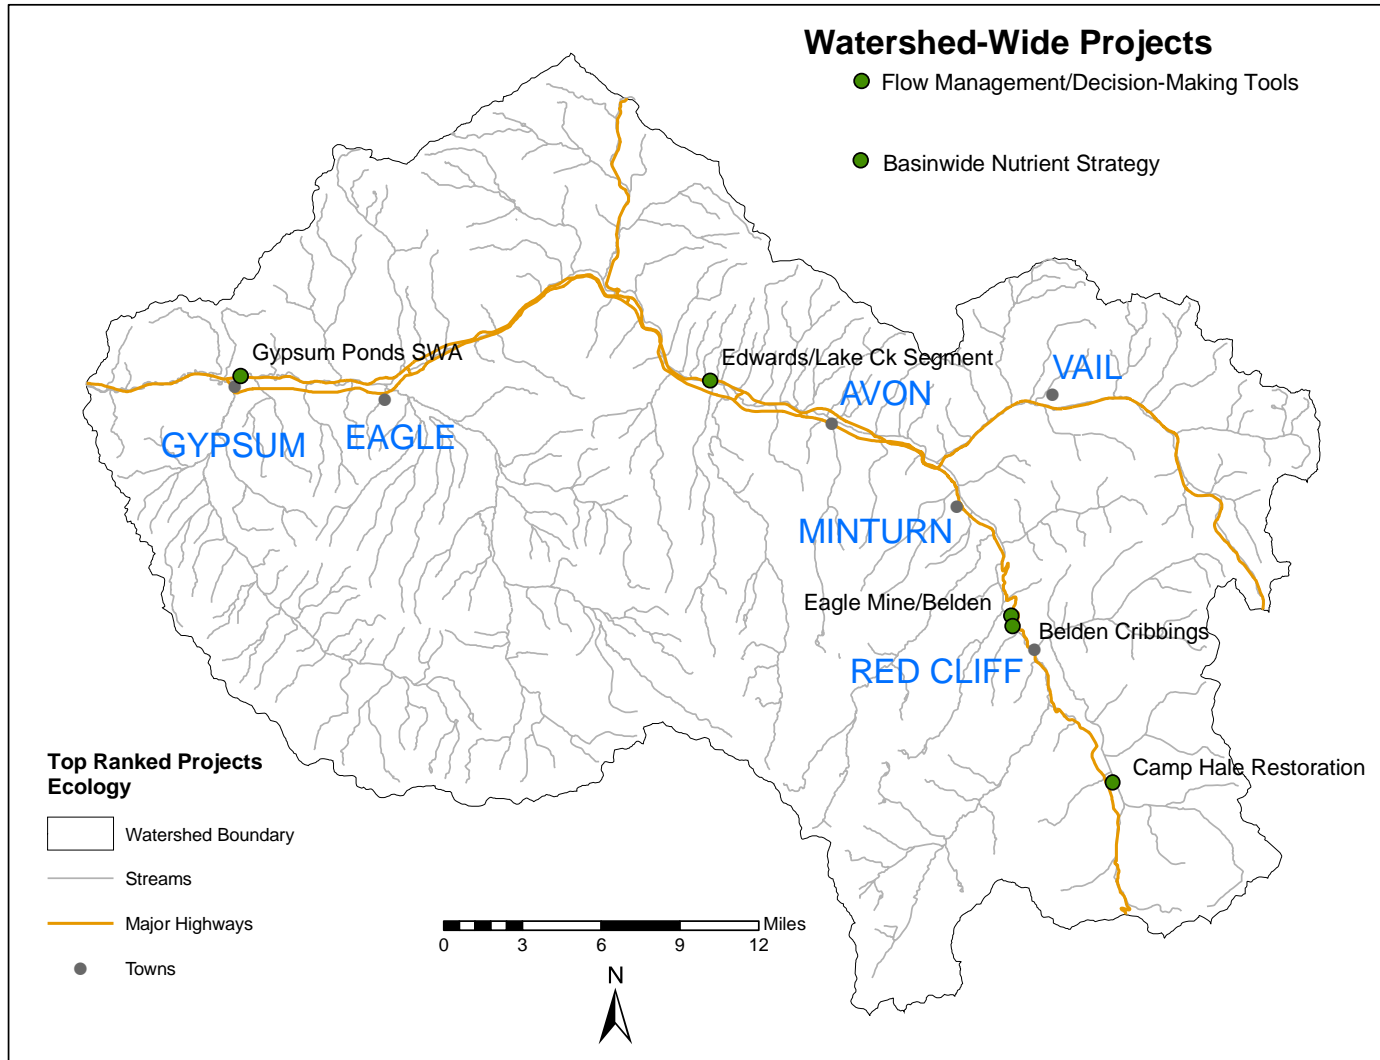 Watershed-Wide Projects
Flow Management/Decision-Making Tools
Basinwide Nutrient Strategy
Gypsum Ponds SWA
Edwards/Lake Ck Segment
VAIL
AVON
GYPSUM
EAGLE
MINTURN
Eagle Mine/Belden
Belden Cribbings
RED CLIFF
Camp Hale Restoration
Top Ranked Projects
Ecology
Watershed Boundary
Streams
Major Highways
Towns
Miles
0 3 6 9 12
N